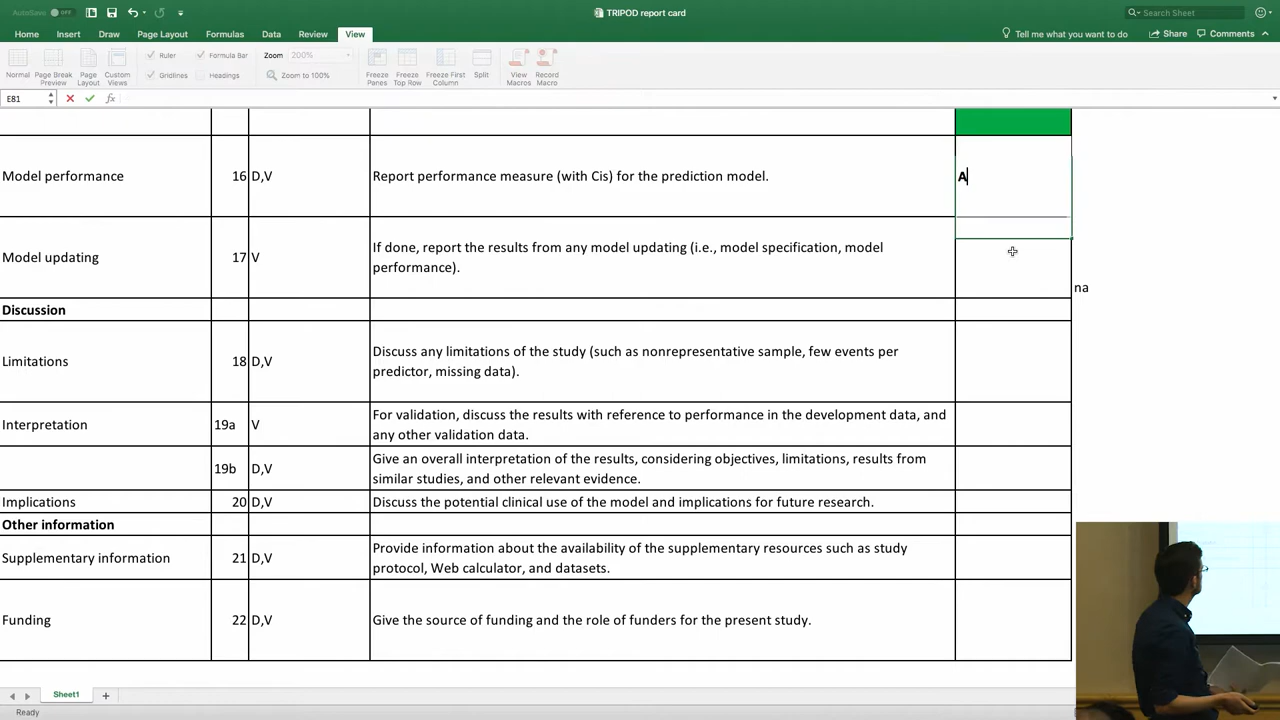 AutoSave OFF
TRIPOD report card
Search Sheet
Home Insert Draw Page Layout Formulas Data Review View
Tell me what you want to do Share Comments
Normal
Page Break
Preview
Page
Layout
Custom
Views
Ruler Formula Bar
Gridlines Headings
Zoom 200%
Zoom to 100%
Freeze
Panes
Freeze
Top Row
Freeze First
Column
Split
View
Macros
Record
Macro
E81 fx
Model performance 16 D,V Report performance measure (with Cis) for the prediction model. A
Model updating 17 V If done, report the results from any model updating (i.e., model specification, model
performance). na
Discussion
Limitations 18 D,V Discuss any limitations of the study (such as nonrepresentative sample, few events per
predictor, missing data).
Interpretation 19a V For validation, discuss the results with reference to performance in the development data, and
any other validation data.
19b D,V Give an overall interpretation of the results, considering objectives, limitations, results from
similar studies, and other relevant evidence.
Implications 20 D,V Discuss the potential clinical use of the model and implications for future research.
Other information
Supplementary information 21 D,V Provide information about the availability of the supplementary resources such as study
protocol, Web calculator, and datasets.
Funding 22 D,V Give the source of funding and the role of funders for the present study.
Sheet1
Ready